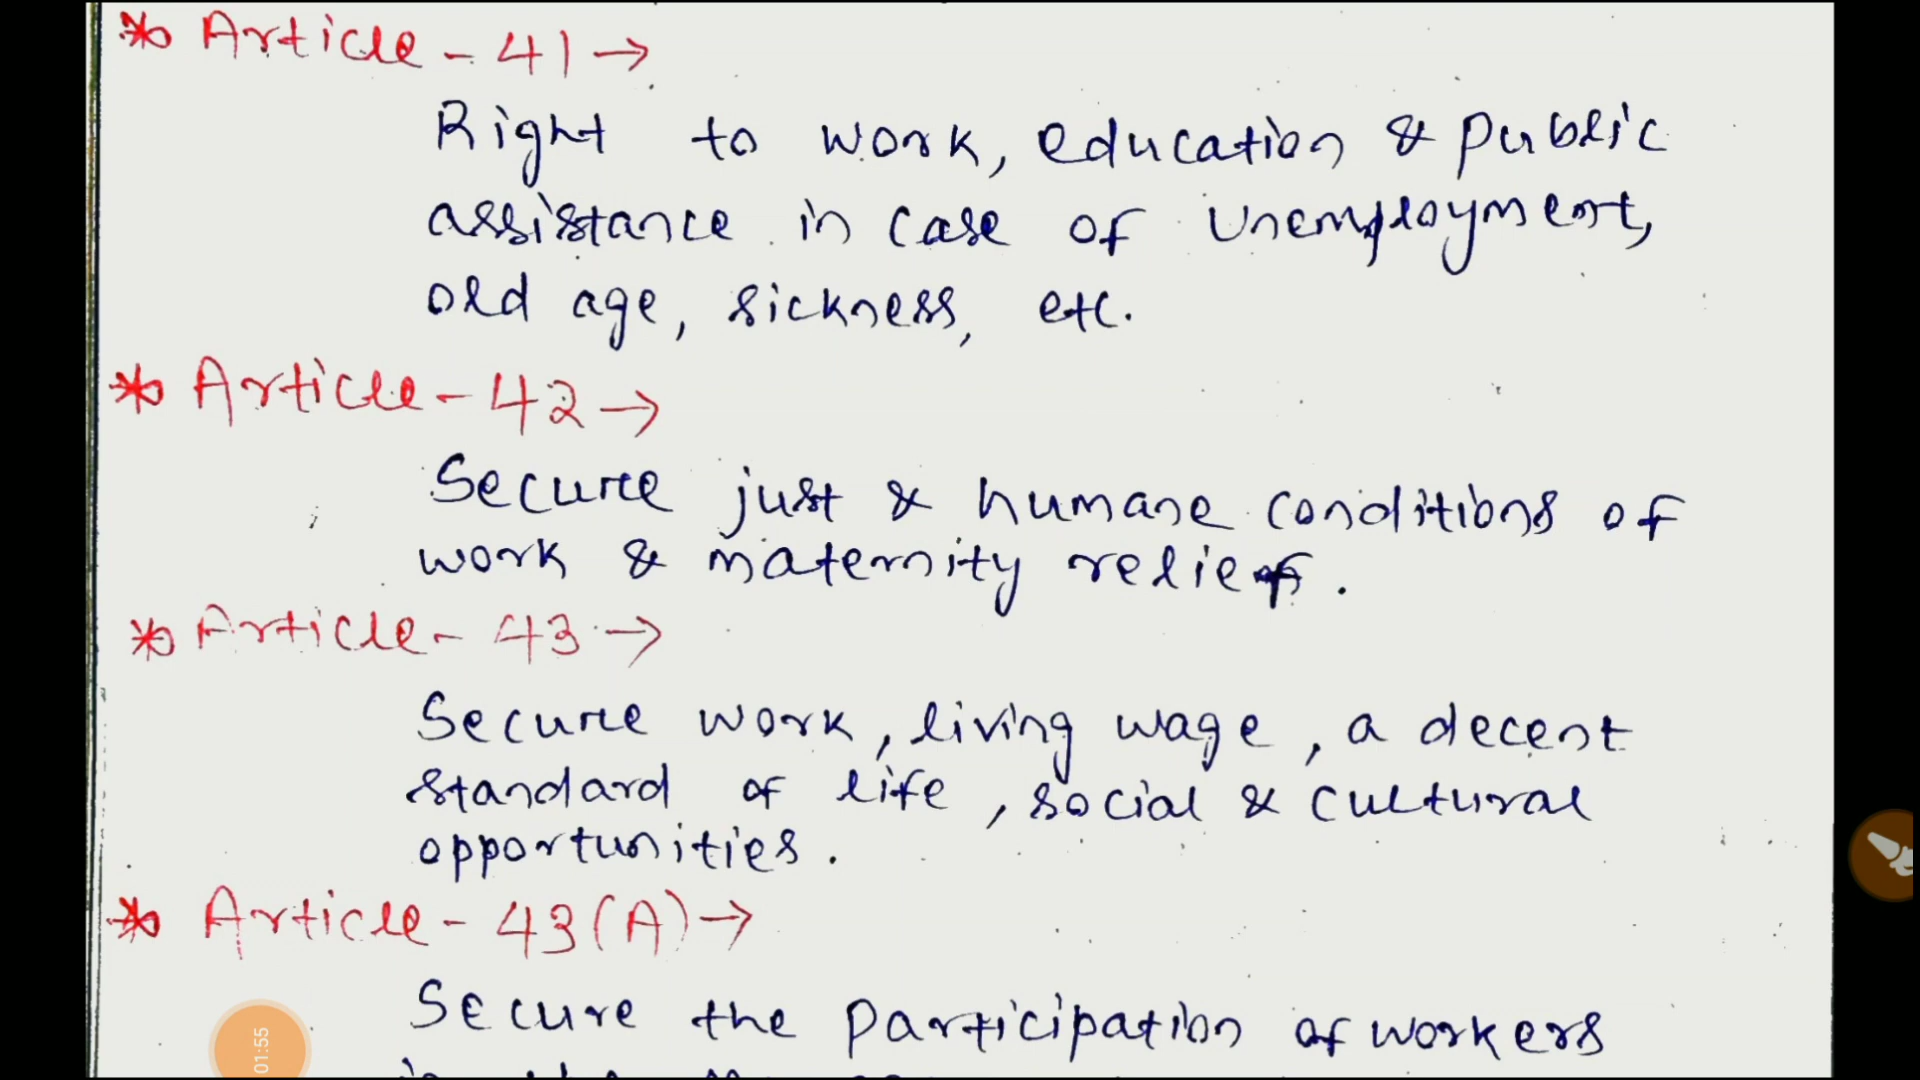 * Article - 41 →
Right to work, education & public
assistance in case of unemployment,
old age, sickness, etc.
* Article - 42 →
Secure just & humane conditions of
work & maternity relief.
* Article - 43 →
Secure work, living wage, a decent
standard of life, social & cultural
opportunities.
* Article - 43(A) →
Secure the participation of workers
01:55